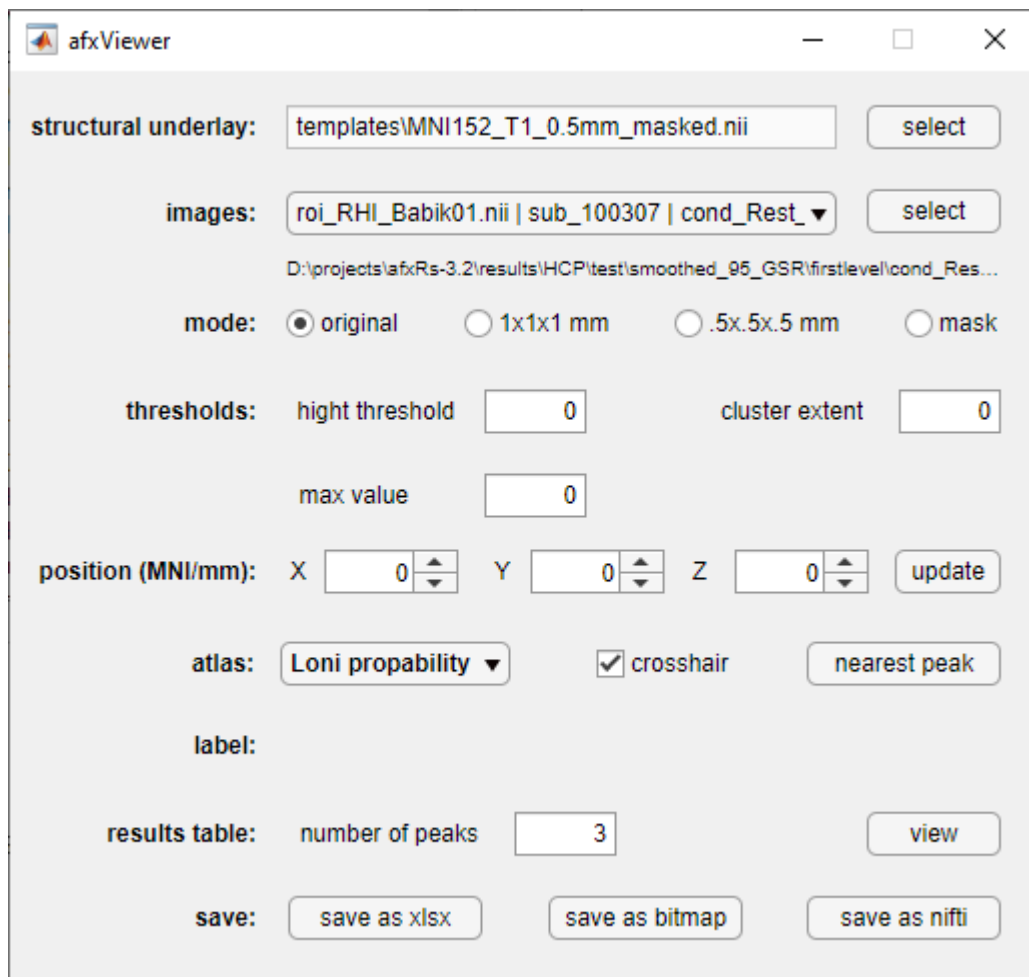 afxViewer
structural underlay: templates\MNI152_T1_0.5mm_masked.nii select
images: roi_RHI_Babik01.nii | sub_100307 | cond_Rest_ select
D:\projects\afxRs-3.2\results\HCP\test\smoothed_95_GSR\firstlevel\cond_Res...
mode: original 1x1x1 mm .5x.5x.5 mm mask
thresholds: hight threshold 0 cluster extent 0
max value 0
position (MNI/mm): X 0 Y 0 Z 0 update
atlas: Loni propability crosshair nearest peak
label:
results table: number of peaks 3 view
save: save as xlsx save as bitmap save as nifti